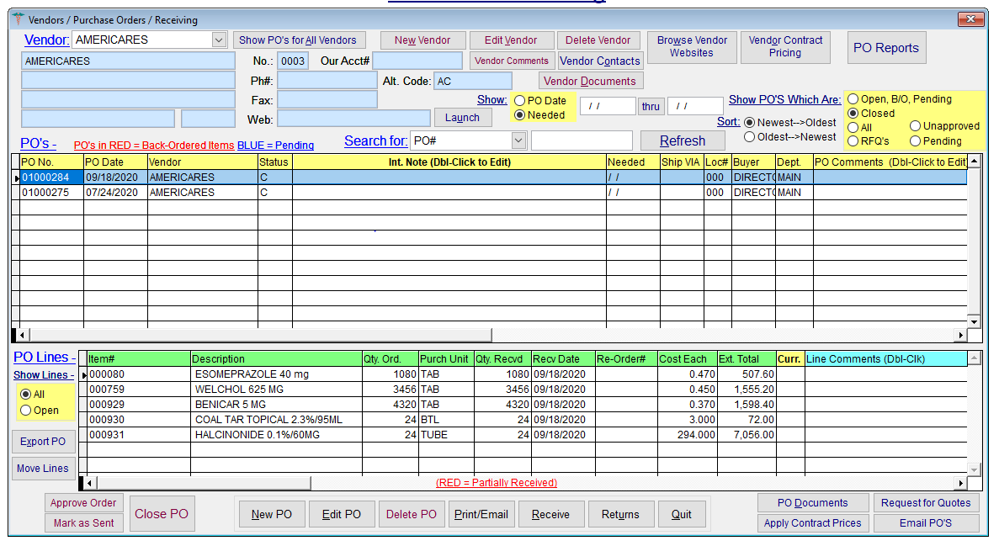 Vendors / Purchase Orders / Receiving
Vendor: AMERICARES Show PO's for All Vendors New Vendor Edit Vendor Delete Vendor Browse Vendor Websites Vendor Contract Pricing PO Reports
AMERICARES No.: 0003 Our Acct# Vendor Comments Vendor Contacts
Ph#: Alt. Code: AC Vendor Documents
Fax: Show: PO Date / / thru / / Show PO'S Which Are: Open, B/O, Pending
Needed Closed
Web: Launch Sort: Newest-->Oldest All Unapproved
PO's - PO's in RED = Back-Ordered Items BLUE = Pending Search for: PO# Refresh Oldest-->Newest RFQ's Pending
PO No. PO Date Vendor Status Int. Note (Dbl-Click to Edit) Needed Ship VIA Loc# Buyer Dept. PO Comments (Dbl-Click to Edit
01000284 09/18/2020 AMERICARES C / / 000 DIRECTO MAIN
01000275 07/24/2020 AMERICARES C / / 000 DIRECTO MAIN
PO Lines - Item# Description Qty. Ord. Purch Unit Qty. Recvd Recv Date Re-Order# Cost Each Ext. Total Curr. Line Comments (Dbl-Clk)
Show Lines - 000080 ESOMEPRAZOLE 40 mg 1080 TAB 1080 09/18/2020 0.470 507.60
All 000759 WELCHOL 625 MG 3456 TAB 3456 09/18/2020 0.450 1,555.20
Open 000929 BENICAR 5 MG 4320 TAB 4320 09/18/2020 0.370 1,598.40
000930 COAL TAR TOPICAL 2.3%/95ML 24 BTL 24 09/18/2020 3.000 72.00
Export PO 000931 HALCINONIDE 0.1%/60MG 24 TUBE 24 09/18/2020 294.000 7,056.00
Move Lines
(RED = Partially Received)
Approve Order Close PO New PO Edit PO Delete PO Print/Email Receive Returns Quit PO Documents Request for Quotes
Mark as Sent Apply Contract Prices Email PO'S